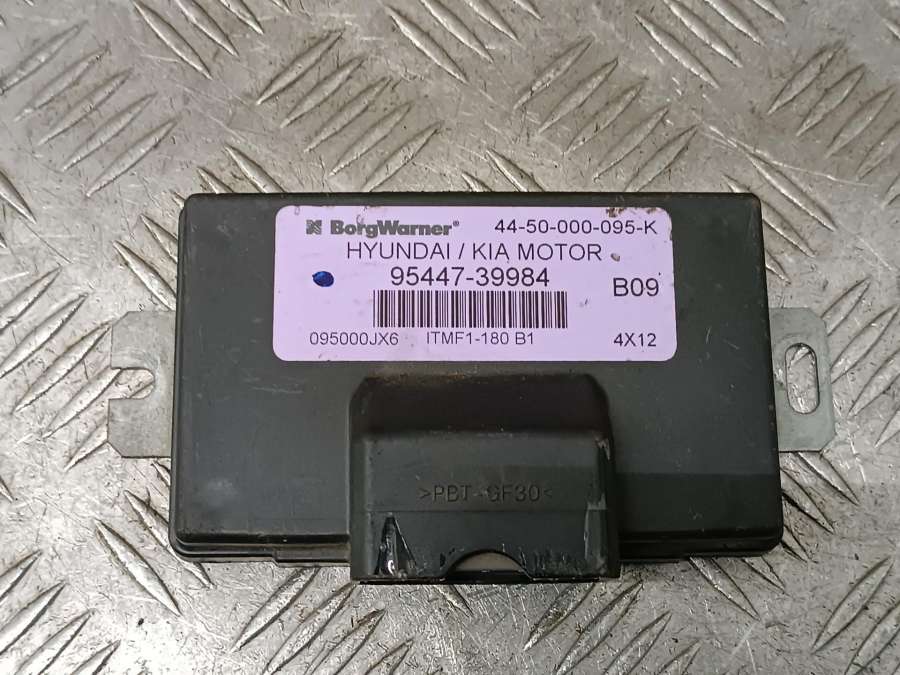 BorgWarner® 44-50-000-095-K
HYUNDAI / KIA MOTOR
95447-39984
B09
095000JX6 ITMF1-180 B1 4X12
>PBT-GF30<